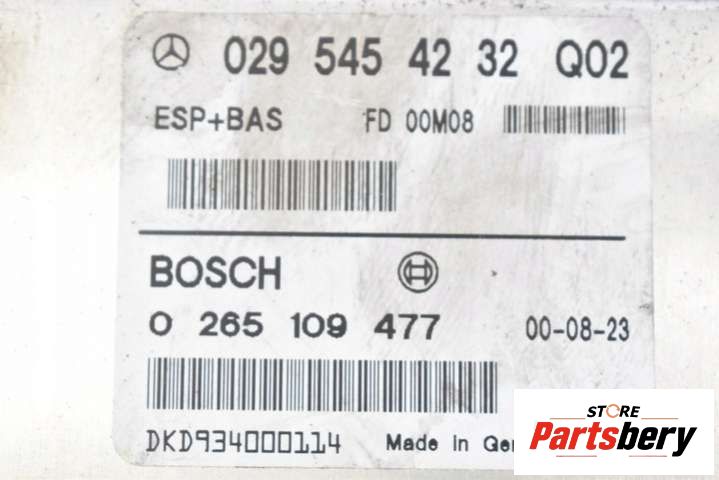 029 545 42 32 Q02
ESP+BAS FD 00M08
BOSCH
0 265 109 477 00-08-23
DKD934000114 Made in Ger
STORE
Partsbery